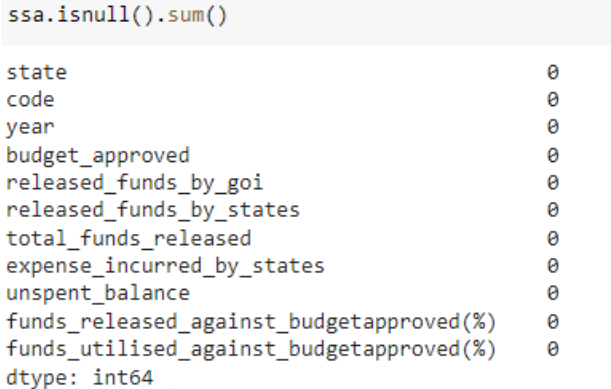 ssa.isnull().sum()
state 0
code 0
year 0
budget_approved 0
released_funds_by_goi 0
released_funds_by_states 0
total_funds_released 0
expense_incurred_by_states 0
unspent_balance 0
funds_released_against_budgetapproved(%) 0
funds_utilised_against_budgetapproved(%) 0
dtype: int64